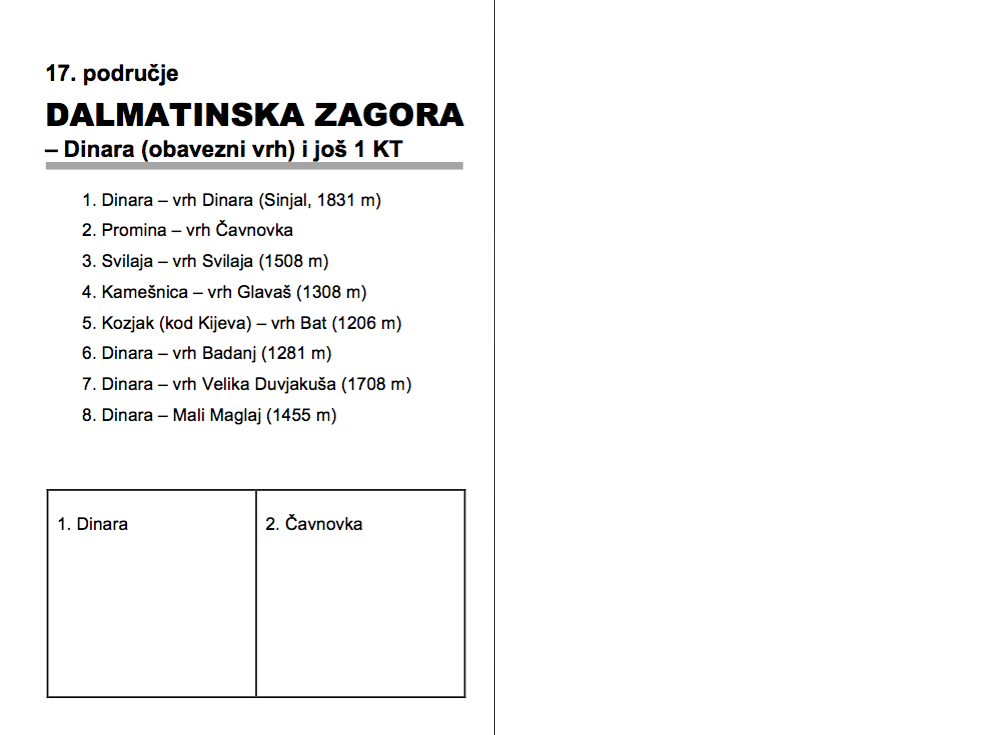 17. područje
DALMATINSKA ZAGORA
– Dinara (obavezni vrh) i još 1 KT
1. Dinara – vrh Dinara (Sinjal, 1831 m)
2. Promina – vrh Čavnovka
3. Svilaja – vrh Svilaja (1508 m)
4. Kamešnica – vrh Glavaš (1308 m)
5. Kozjak (kod Kijeva) – vrh Bat (1206 m)
6. Dinara – vrh Badanj (1281 m)
7. Dinara – vrh Velika Duvjakuša (1708 m)
8. Dinara – Mali Maglaj (1455 m)
1. Dinara
2. Čavnovka